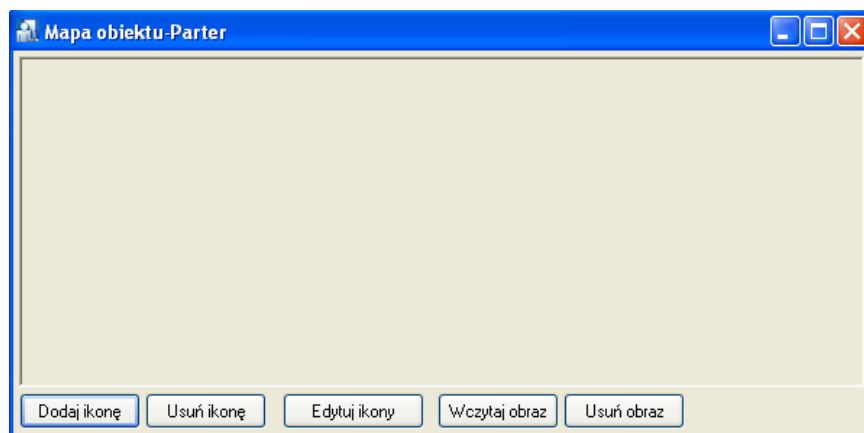 Mapa obiektu-Parter
Dodaj ikonę Usuń ikonę Edytuj ikony Wczytaj obraz Usuń obraz